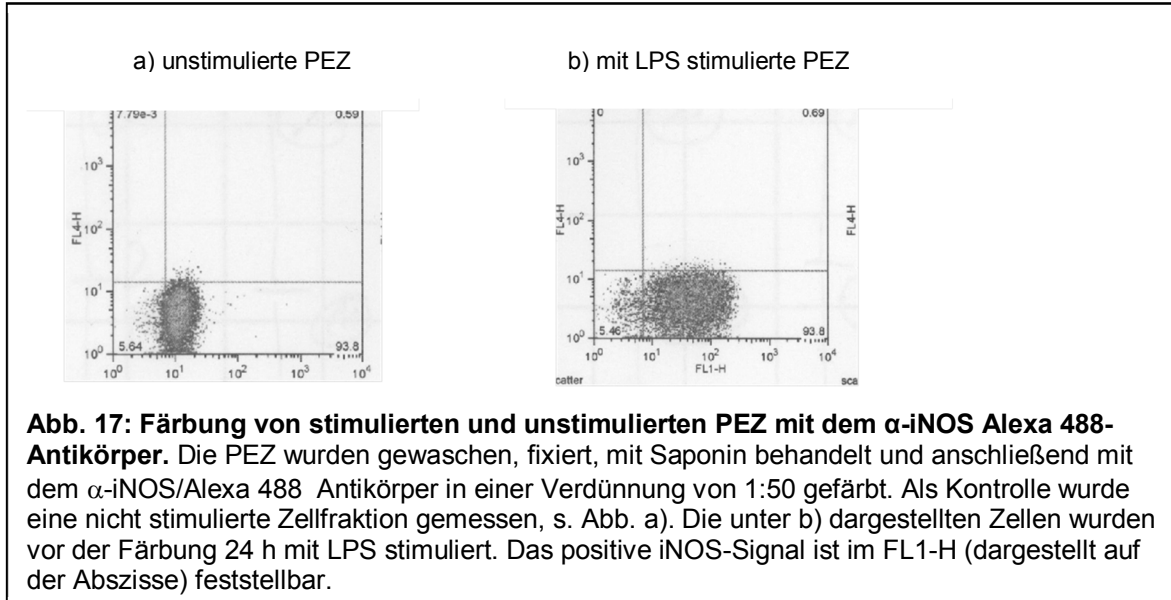 a) unstimulierte PEZ
b) mit LPS stimulierte PEZ
7.79e-3 0.59
10³
10²
10¹
10⁰
FL4-H
5.64 93.8
10⁰ 10¹ 10² 10³ 10⁴
0 0.69
10³
10²
10¹
10⁰
FL4-H
FL4-H
5.46 93.8
10⁰ 10¹ 10² 10³ 10⁴
FL1-H
catter sca
Abb. 17: Färbung von stimulierten und unstimulierten PEZ mit dem α-iNOS Alexa 488-
Antikörper. Die PEZ wurden gewaschen, fixiert, mit Saponin behandelt und anschließend mit
dem α-iNOS/Alexa 488 Antikörper in einer Verdünnung von 1:50 gefärbt. Als Kontrolle wurde
eine nicht stimulierte Zellfraktion gemessen, s. Abb. a). Die unter b) dargestellten Zellen wurden
vor der Färbung 24 h mit LPS stimuliert. Das positive iNOS-Signal ist im FL1-H (dargestellt auf
der Abszisse) feststellbar.